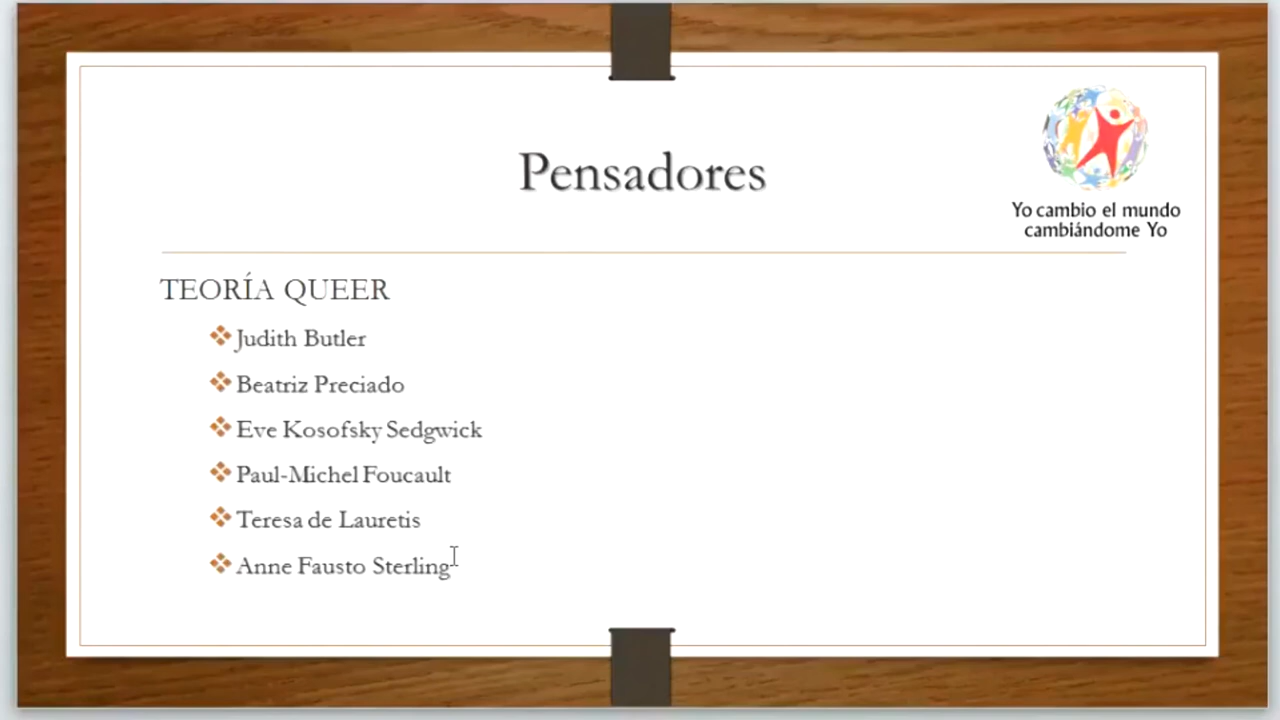 Pensadores
Yo cambio el mundo
cambiándome Yo
TEORÍA QUEER
Judith Butler
Beatriz Preciado
Eve Kosofsky Sedgwick
Paul-Michel Foucault
Teresa de Lauretis
Anne Fausto Sterling